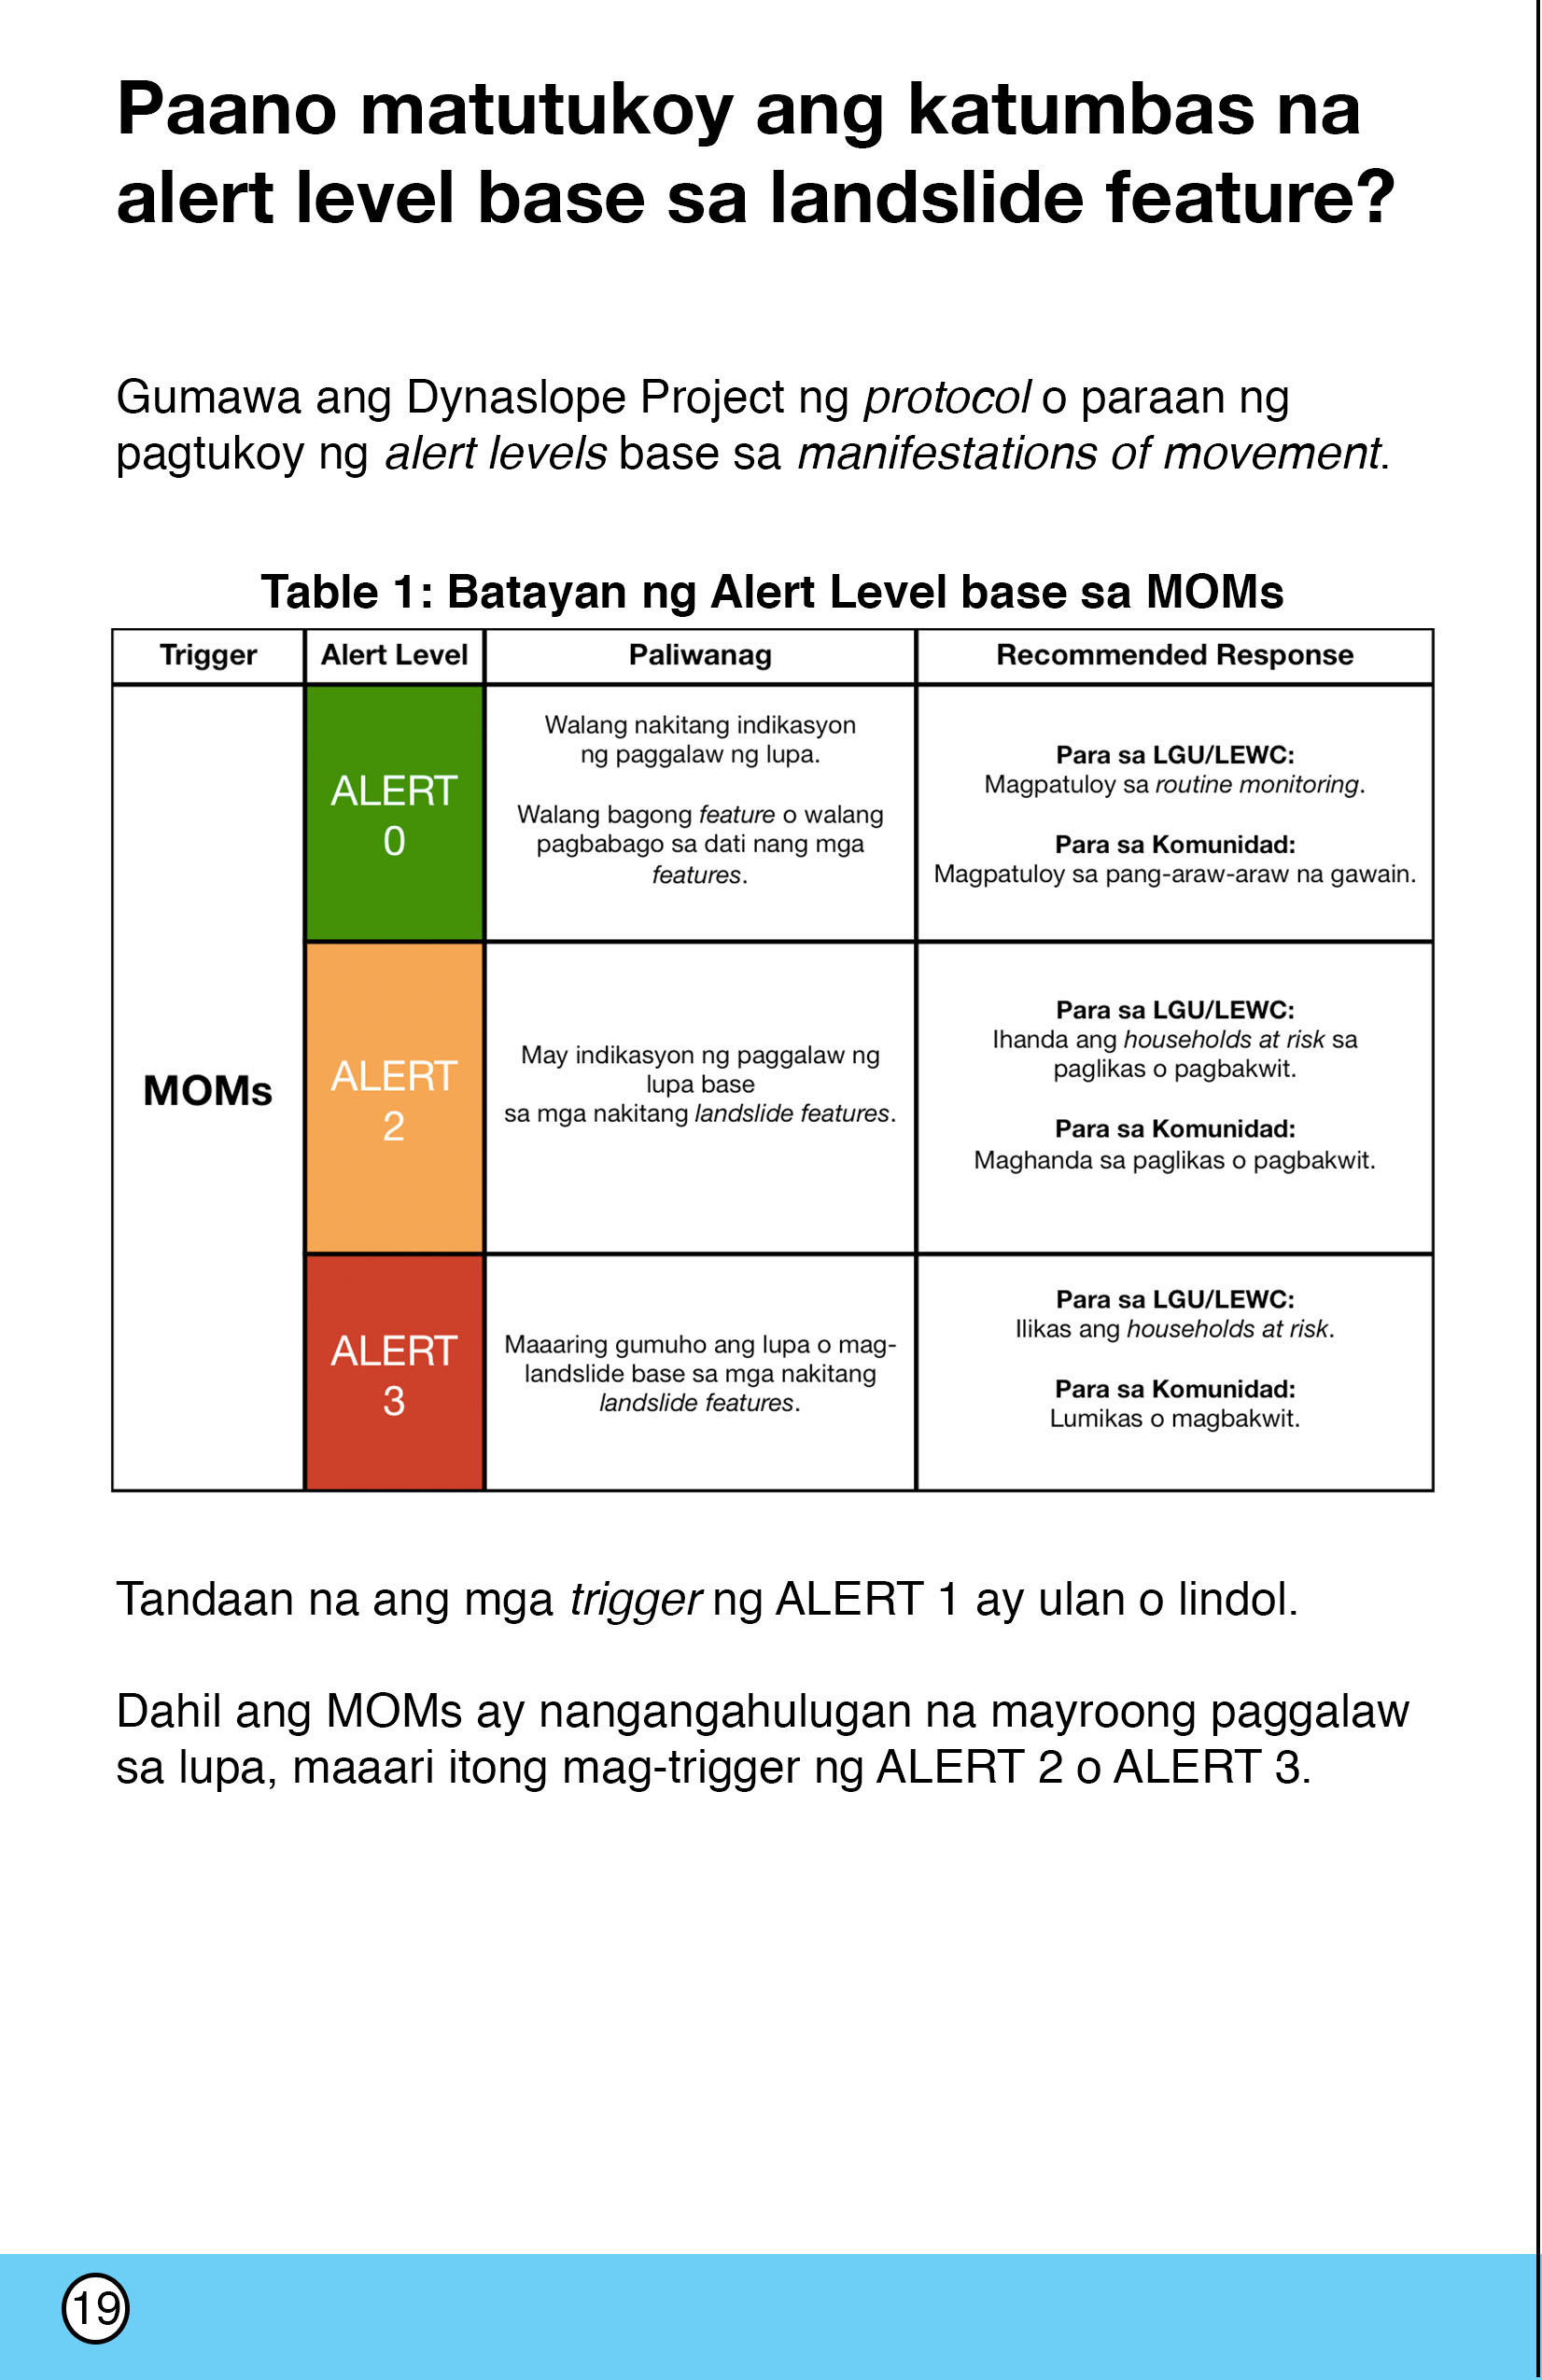 Paano matutukoy ang katumbas na
alert level base sa landslide feature?
Gumawa ang Dynaslope Project ng protocol o paraan ng
pagtukoy ng alert levels base sa manifestations of movement.
Table 1: Batayan ng Alert Level base sa MOMs
Trigger
Alert Level
Paliwanag
Recommended Response
MOMs
ALERT
0
Walang nakitang indikasyon
ng paggalaw ng lupa.
Walang bagong feature o walang
pagbabago sa dati nang mga
features.
Para sa LGU/LEWC:
Magpatuloy sa routine monitoring.
Para sa Komunidad:
Magpatuloy sa pang-araw-araw na gawain.
ALERT
2
May indikasyon ng paggalaw ng
lupa base
sa mga nakitang landslide features.
Para sa LGU/LEWC:
Ihanda ang households at risk sa
paglikas o pagbakwit.
Para sa Komunidad:
Maghanda sa paglikas o pagbakwit.
ALERT
3
Maaaring gumuho ang lupa o mag-
landslide base sa mga nakitang
landslide features.
Para sa LGU/LEWC:
Ilikas ang households at risk.
Para sa Komunidad:
Lumikas o magbakwit.
Tandaan na ang mga trigger ng ALERT 1 ay ulan o lindol.
Dahil ang MOMs ay nangangahulugan na mayroong paggalaw
sa lupa, maaari itong mag-trigger ng ALERT 2 o ALERT 3.
19